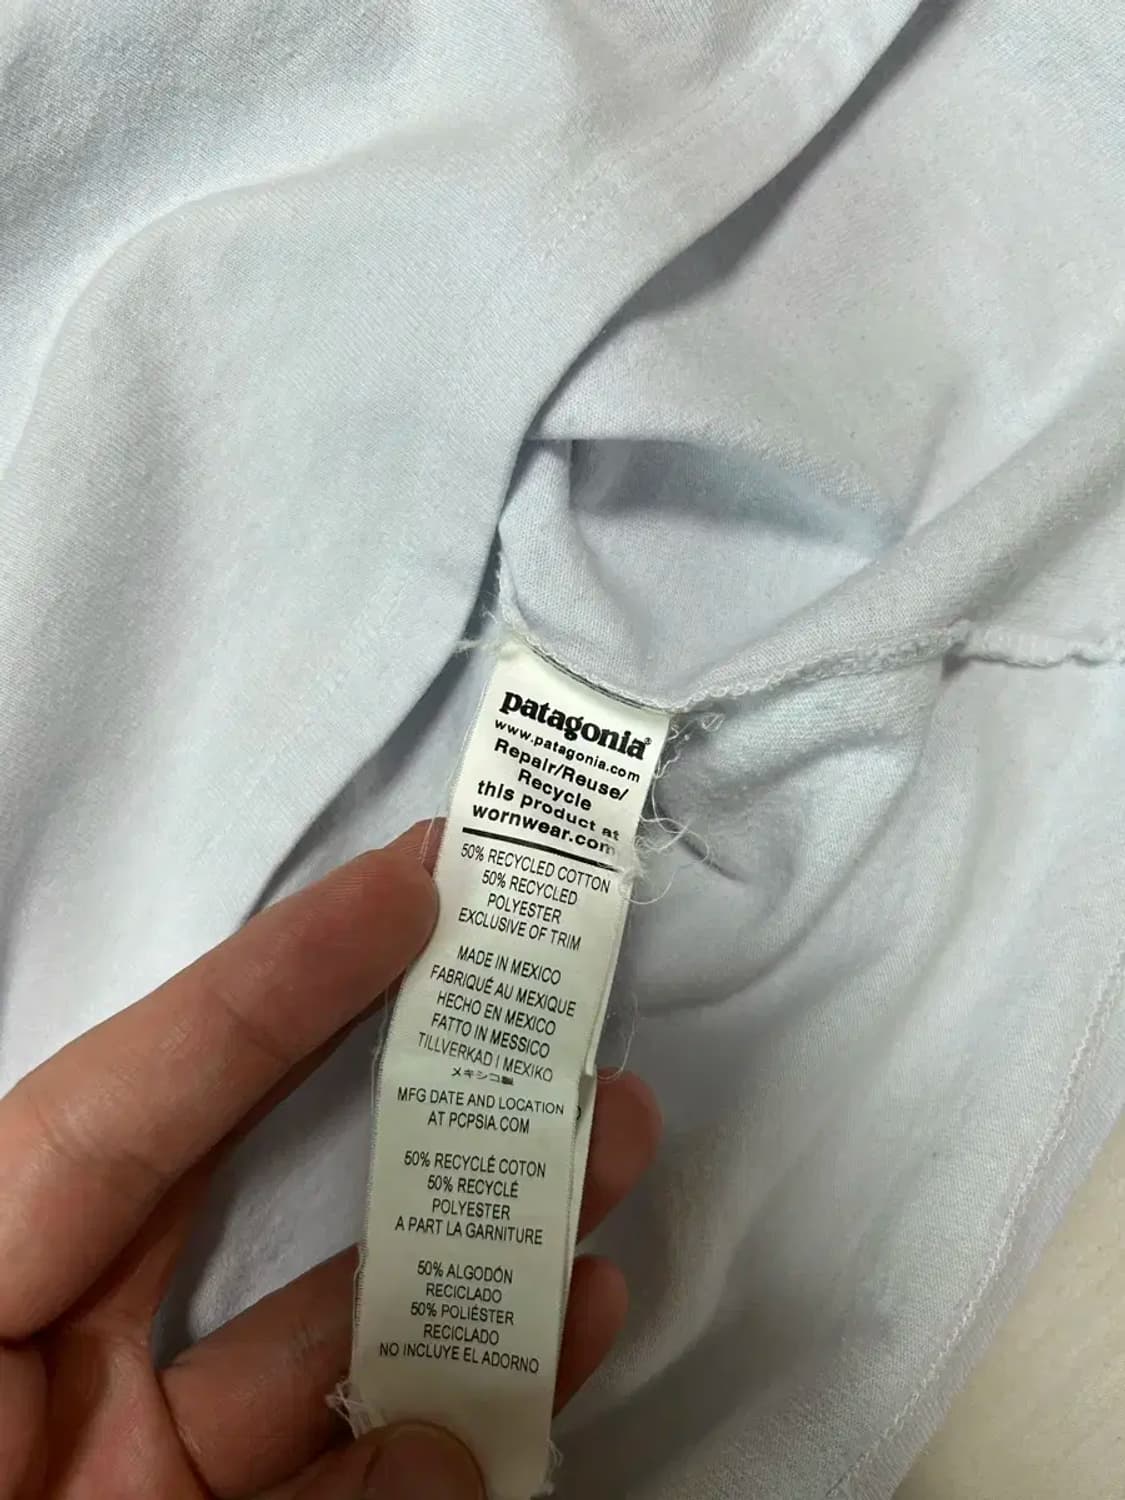 patagonia®
www.patagonia.com
Repair/Reuse/
Recycle
this product at
wornwear.com
50% RECYCLED COTTON
50% RECYCLED
POLYESTER
EXCLUSIVE OF TRIM
MADE IN MEXICO
FABRIQUÉ AU MEXIQUE
HECHO EN MEXICO
FATTO IN MESSICO
TILLVERKAD I MEXIKO
メキシコ製
MFG DATE AND LOCATION
AT PCPSIA.COM
50% RECYCLÉ COTON
50% RECYCLÉ
POLYESTER
A PART LA GARNITURE
50% ALGODÓN
RECICLADO
50% POLIÉSTER
RECICLADO
NO INCLUYE EL ADORNO